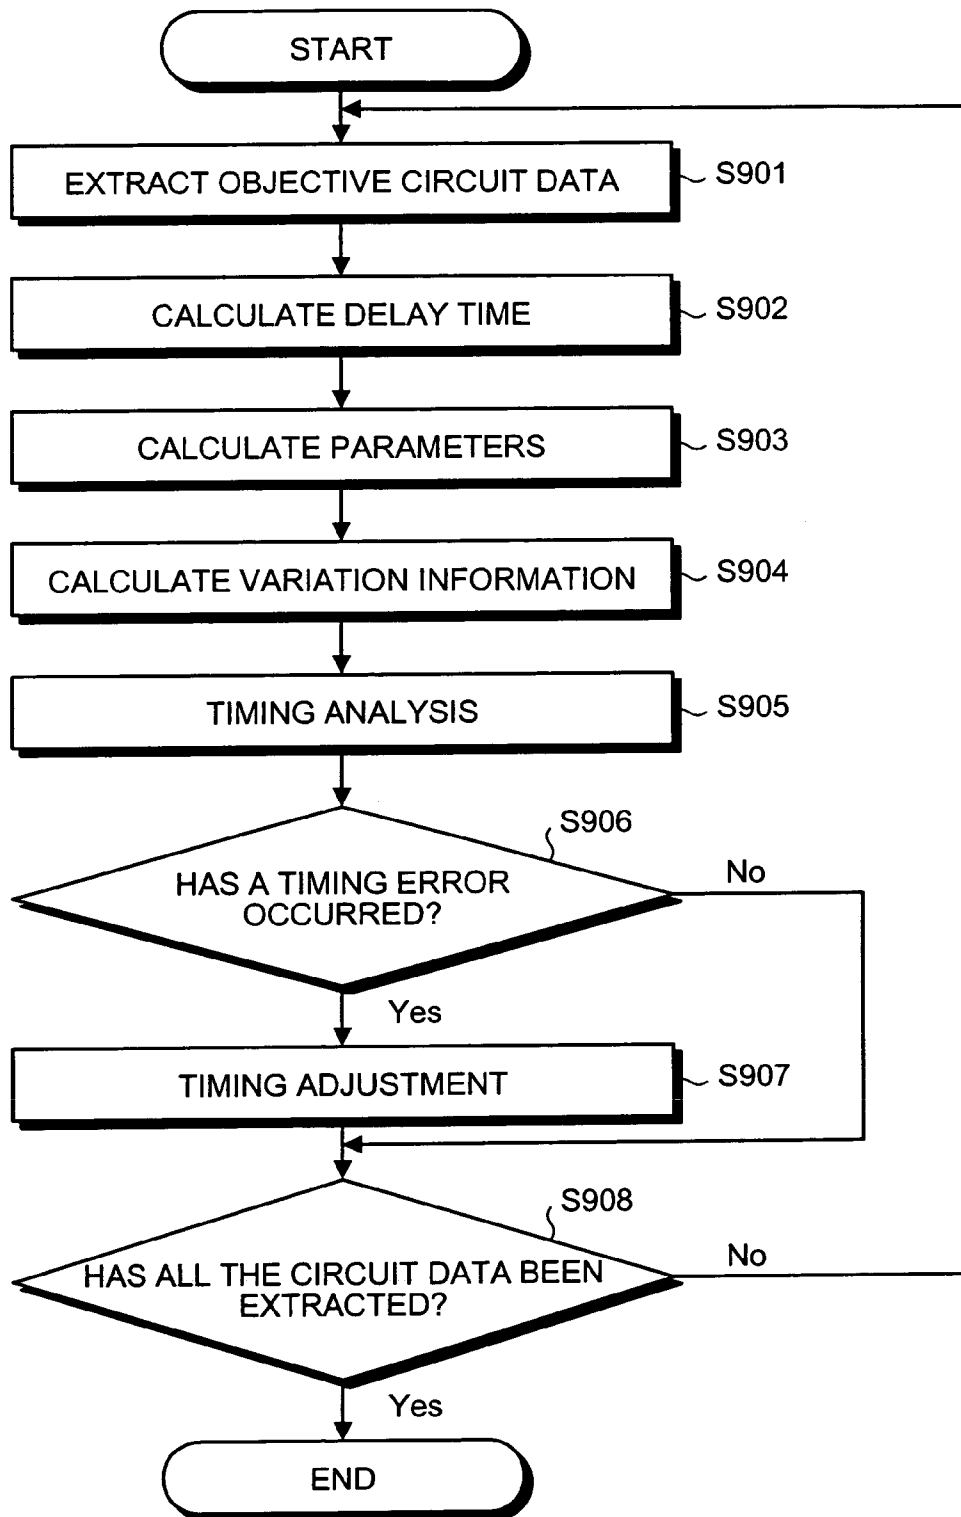 START
EXTRACT OBJECTIVE CIRCUIT DATA
S901
CALCULATE DELAY TIME
S902
CALCULATE PARAMETERS
S903
CALCULATE VARIATION INFORMATION
S904
TIMING ANALYSIS
S905
S906
HAS A TIMING ERROR
OCCURRED?
No
Yes
TIMING ADJUSTMENT
S907
S908
HAS ALL THE CIRCUIT DATA BEEN
EXTRACTED?
No
Yes
END